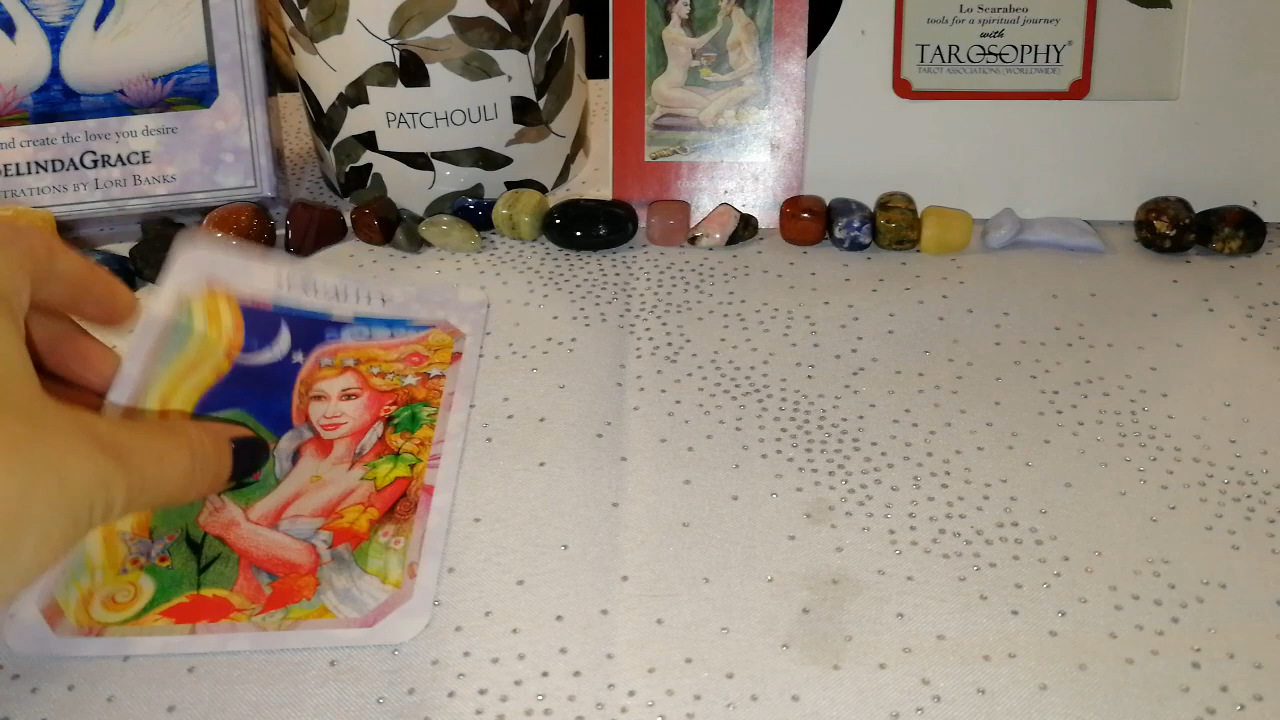 nd create the love you desire
BELINDAGRACE
STRATIONS BY LORI BANKS
PATCHOULI
Lo Scarabeo
tools for a spiritual journey
with
TAROSOPHY®
TAROT ASSOCIATIONS (WORLDWIDE)